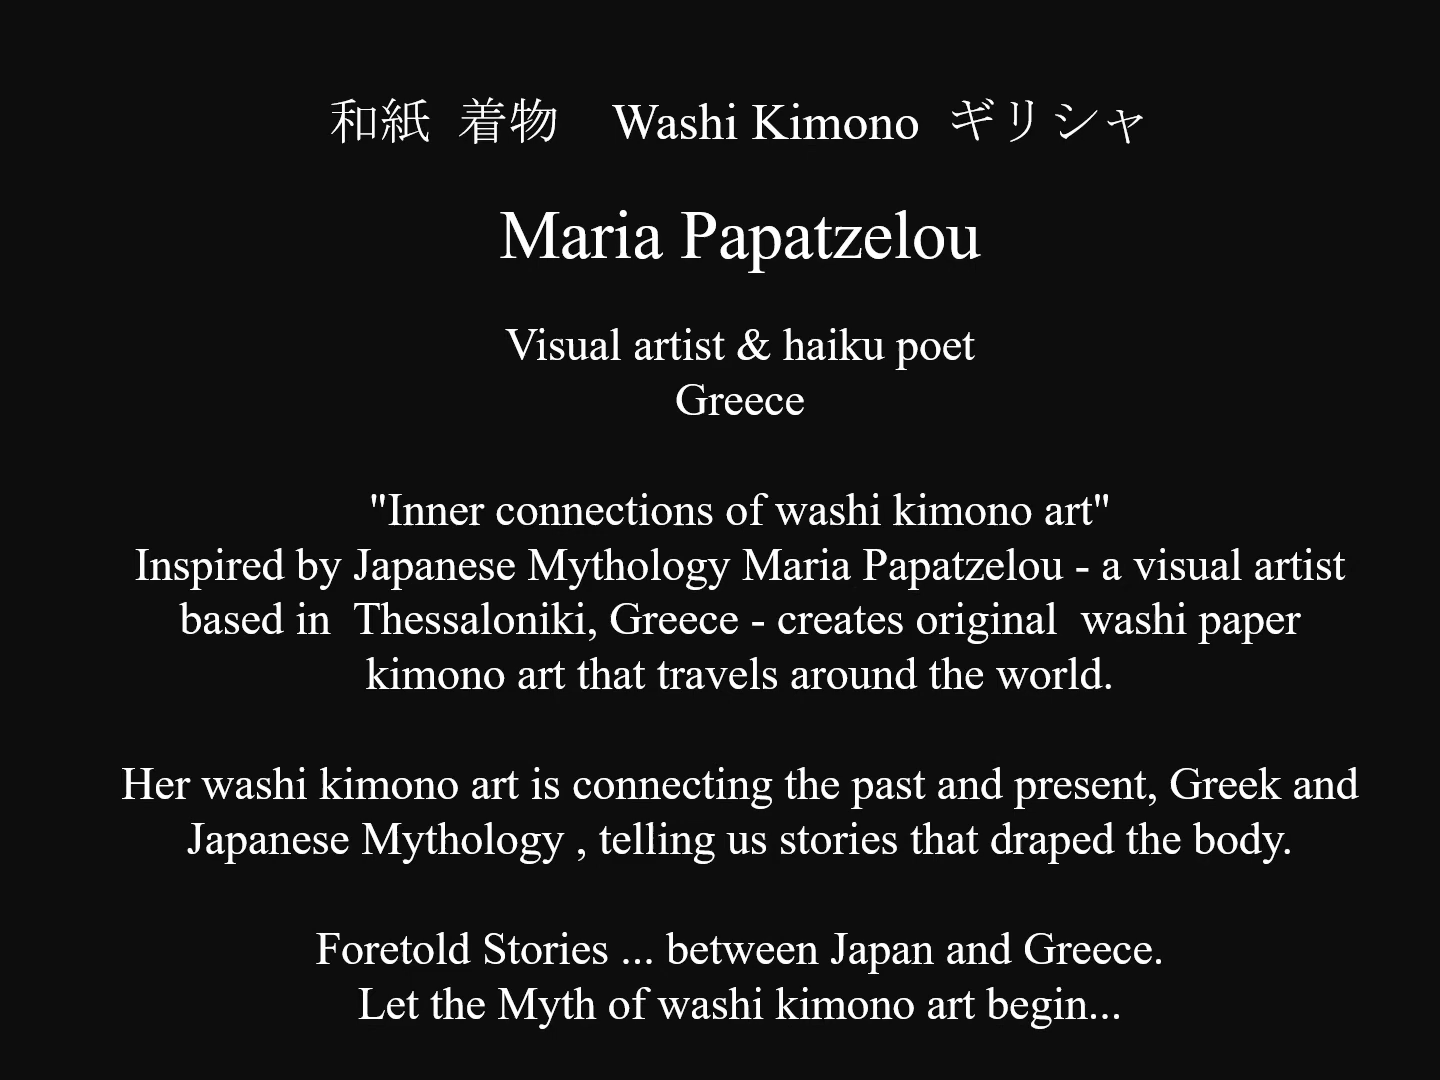 和紙 着物 Washi Kimono ギリシャ
Maria Papatzelou
Visual artist & haiku poet
Greece
"Inner connections of washi kimono art"
Inspired by Japanese Mythology Maria Papatzelou - a visual artist
based in Thessaloniki, Greece - creates original washi paper
kimono art that travels around the world.
Her washi kimono art is connecting the past and present, Greek and
Japanese Mythology , telling us stories that draped the body.
Foretold Stories ... between Japan and Greece.
Let the Myth of washi kimono art begin...